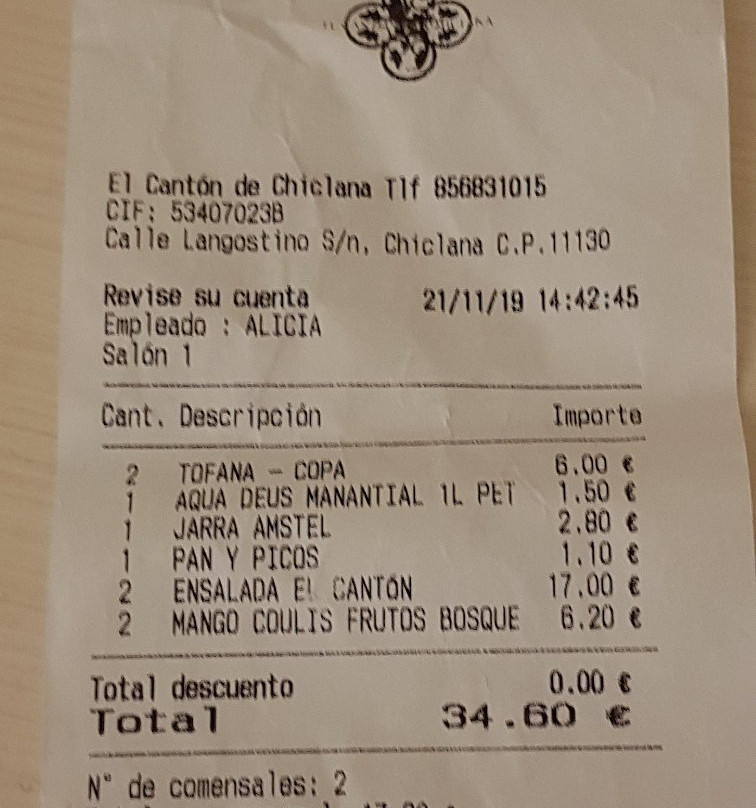 El Cantón de Chiclana Tlf 856831015
CIF: 53407023B
Calle Langostino S/n, Chiclana C.P.11130
Revise su cuenta 21/11/19 14:42:45
Empleado : ALICIA
Salón 1
Cant. Descripción Importe
2 TOFANA - COPA 6.00 €
1 AQUA DEUS MANANTIAL 1L PET 1.50 €
1 JARRA AMSTEL 2.80 €
1 PAN Y PICOS 1.10 €
2 ENSALADA El CANTÓN 17.00 €
2 MANGO COULIS FRUTOS BOSQUE 6.20 €
Total descuento 0.00 €
Total 34.60 €
N° de comensales: 2